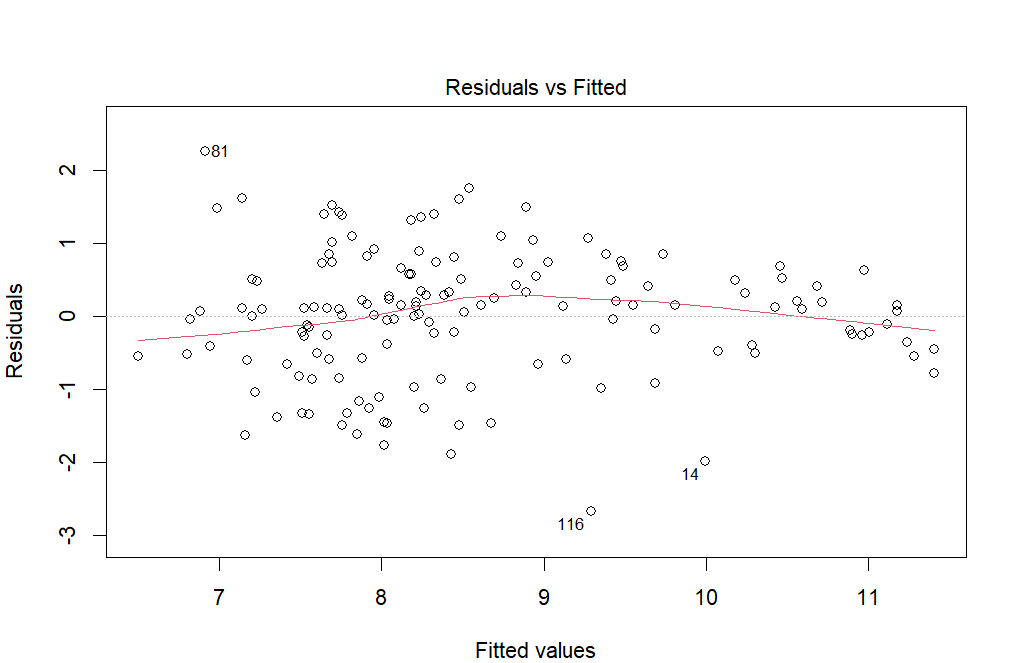 Residuals vs Fitted
Residuals
2
1
0
-1
-2
-3
81
14
116
7 8 9 10 11
Fitted values